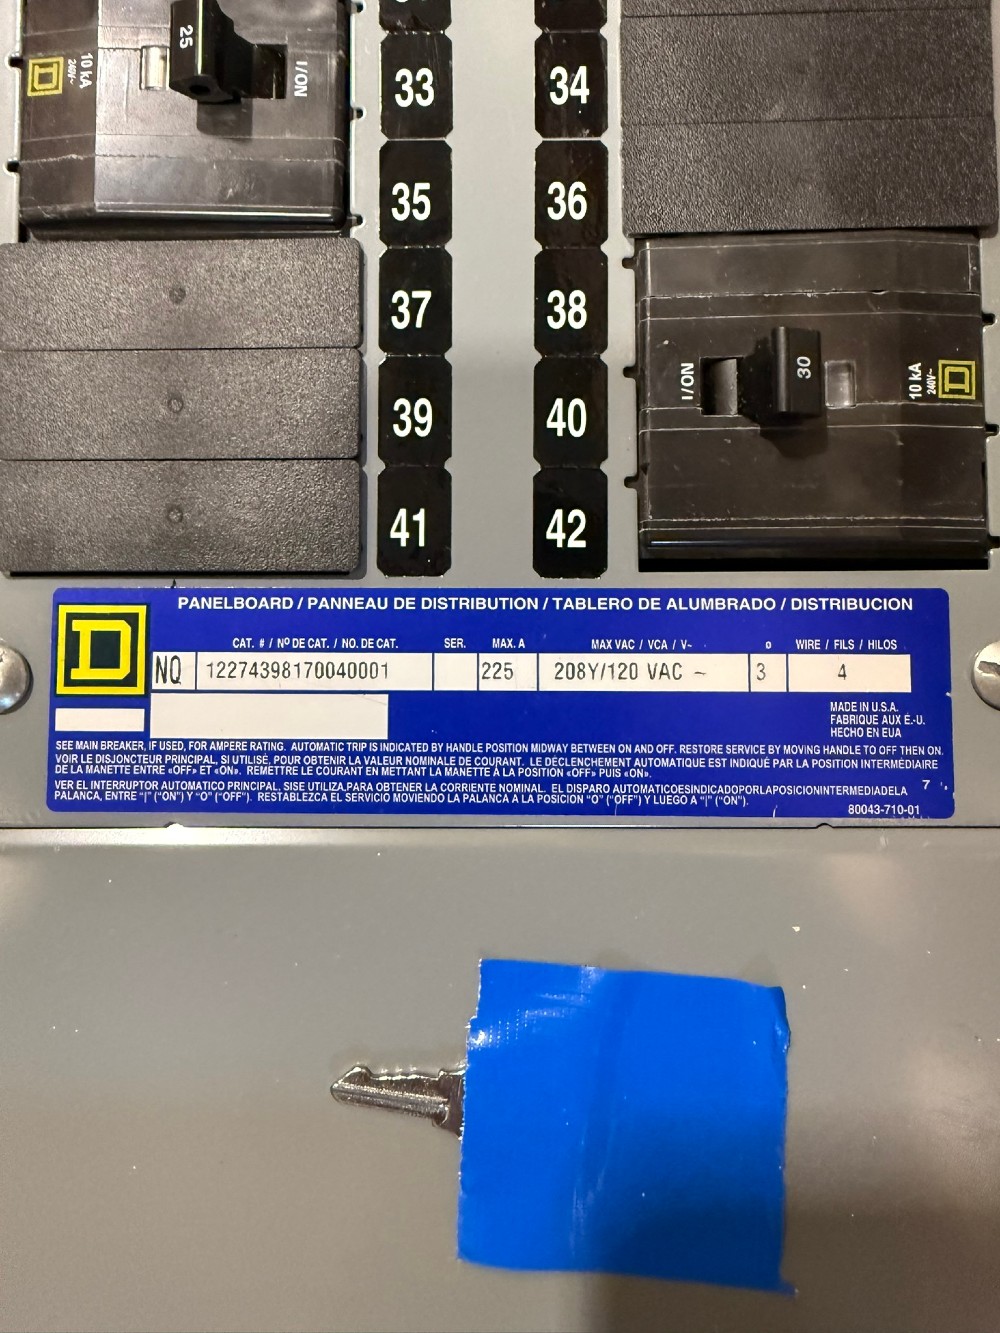 25
10 kA
240V~
I/ON
33
34
35
36
37
38
39
40
41
42
I/ON
30
10 kA
240V~
D
D
D
PANELBOARD / PANNEAU DE DISTRIBUTION / TABLERO DE ALUMBRADO / DISTRIBUCION
CAT. # / Nº DE CAT. / NO. DE CAT. SER. MAX. A MAX VAC / VCA / V~ ø WIRE / FILS / HILOS
NQ 12274398170040001 225 208Y/120 VAC ~ 3 4
MADE IN U.S.A.
FABRIQUE AUX É.-U.
HECHO EN EUA
SEE MAIN BREAKER, IF USED, FOR AMPERE RATING. AUTOMATIC TRIP IS INDICATED BY HANDLE POSITION MIDWAY BETWEEN ON AND OFF. RESTORE SERVICE BY MOVING HANDLE TO OFF THEN ON.
VOIR LE DISJONCTEUR PRINCIPAL, SI UTILISÉ, POUR OBTENIR LA VALEUR NOMINALE DE COURANT. LE DÉCLENCHEMENT AUTOMATIQUE EST INDIQUÉ PAR LA POSITION INTERMÉDIAIRE
DE LA MANETTE ENTRE «OFF» ET «ON». REMETTRE LE COURANT EN METTANT LA MANETTE À LA POSITION «OFF» PUIS «ON».
VER EL INTERRUPTOR AUTOMATICO PRINCIPAL, SISE UTILIZA,PARA OBTENER LA CORRIENTE NOMINAL. EL DISPARO AUTOMATICOESINDICADOPORLAPOSICIONINTERMEDIADELA
PALANCA, ENTRE "|" ("ON") Y "O" ("OFF"). RESTABLEZCA EL SERVICIO MOVIENDO LA PALANCA A LA POSICION "O" ("OFF") Y LUEGO A "|" ("ON").
7
80043-710-01